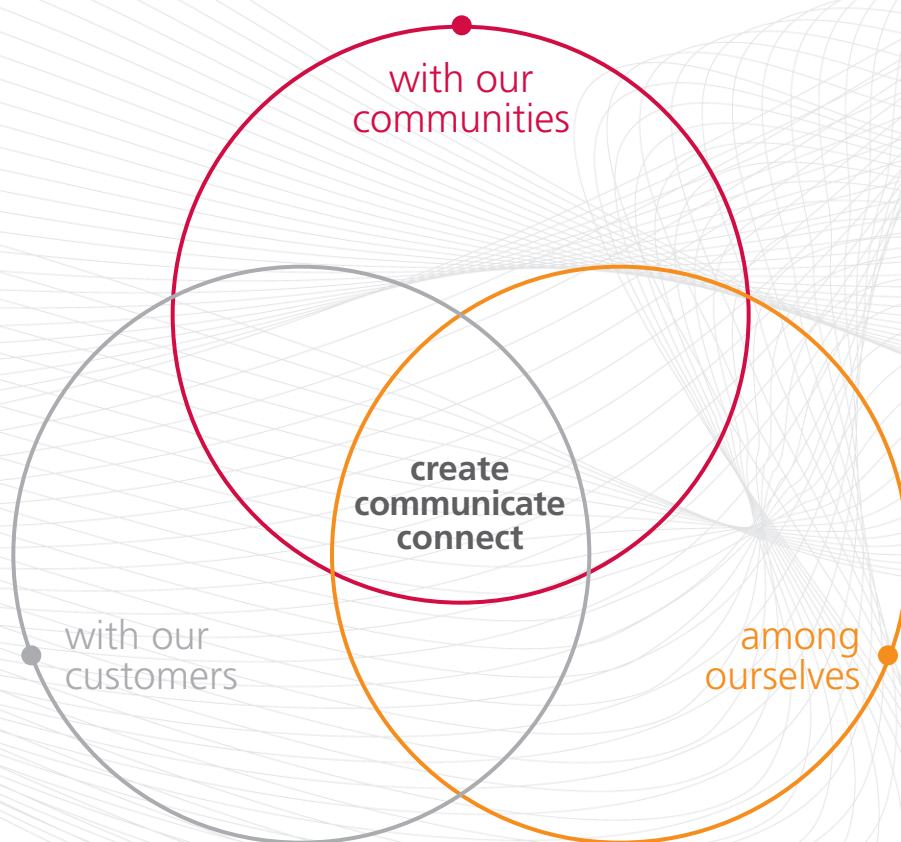 with our
communities
create
communicate
connect
with our
customers
among
ourselves